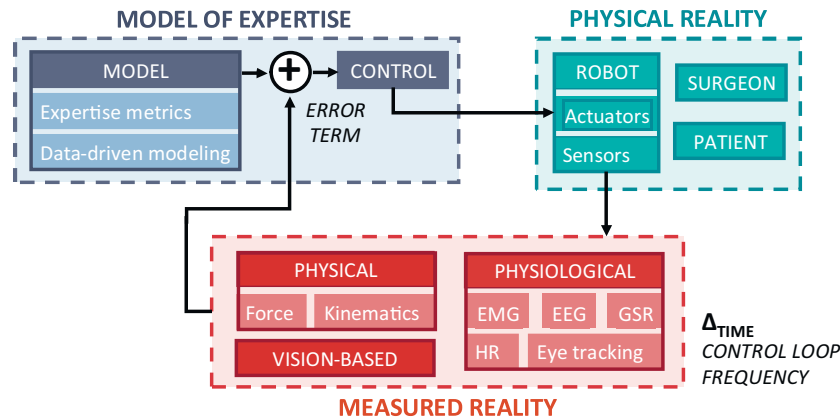 MODEL OF EXPERTISE
MODEL
Expertise metrics
Data-driven modeling
+
CONTROL
ERROR
TERM
PHYSICAL REALITY
ROBOT
Actuators
Sensors
SURGEON
PATIENT
PHYSICAL
Force
Kinematics
VISION-BASED
PHYSIOLOGICAL
EMG
EEG
GSR
HR
Eye tracking
ΔTIME
CONTROL LOOP
FREQUENCY
MEASURED REALITY